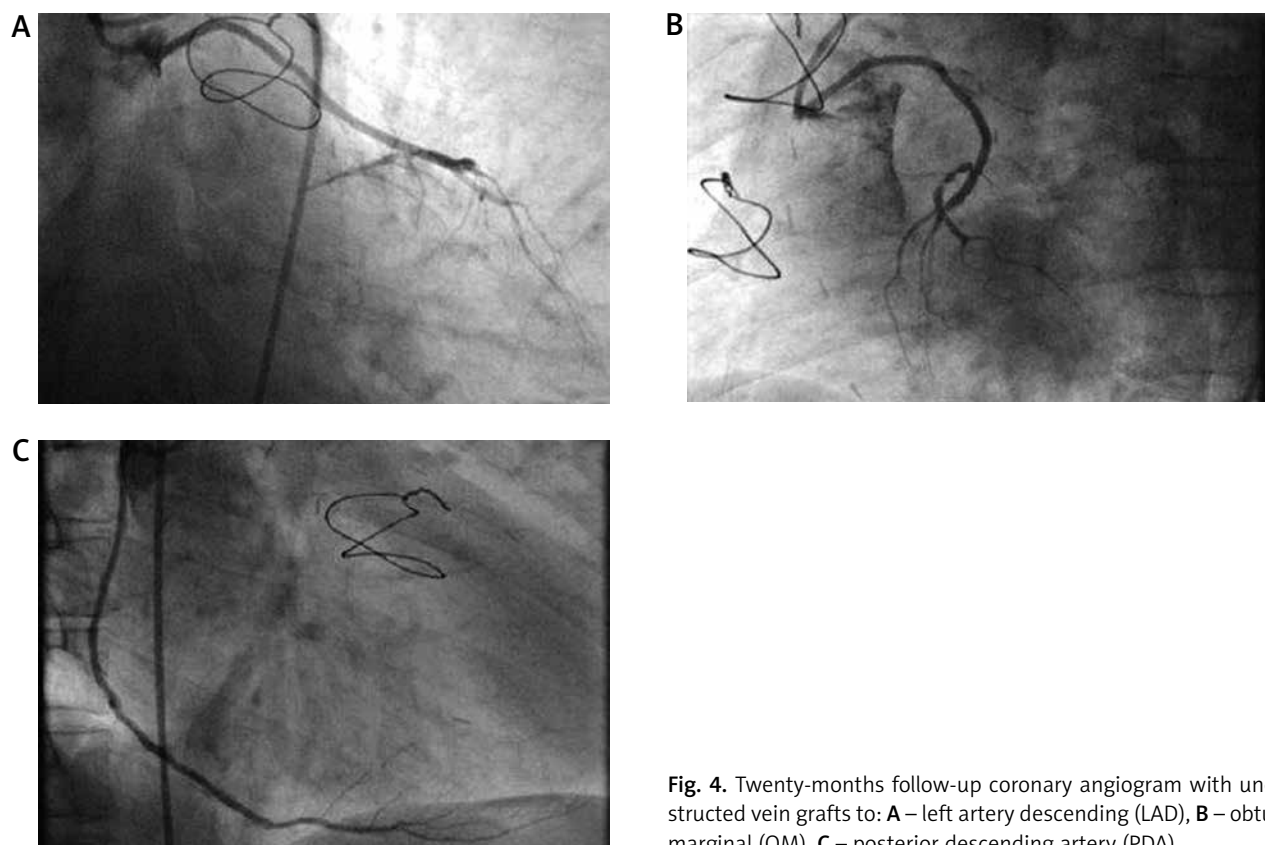 A
B
C
Fig. 4. Twenty-months follow-up coronary angiogram with un
structed vein grafts to: A – left artery descending (LAD), B – obtu
marginal (OM), C – posterior descending artery (PDA)